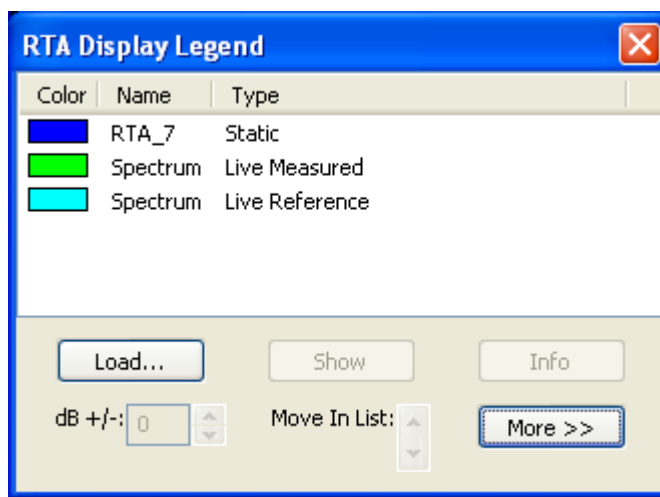 RTA Display Legend
Color Name Type
RTA_7 Static
Spectrum Live Measured
Spectrum Live Reference
Load... Show Info
dB +/-: 0 Move In List: More >>